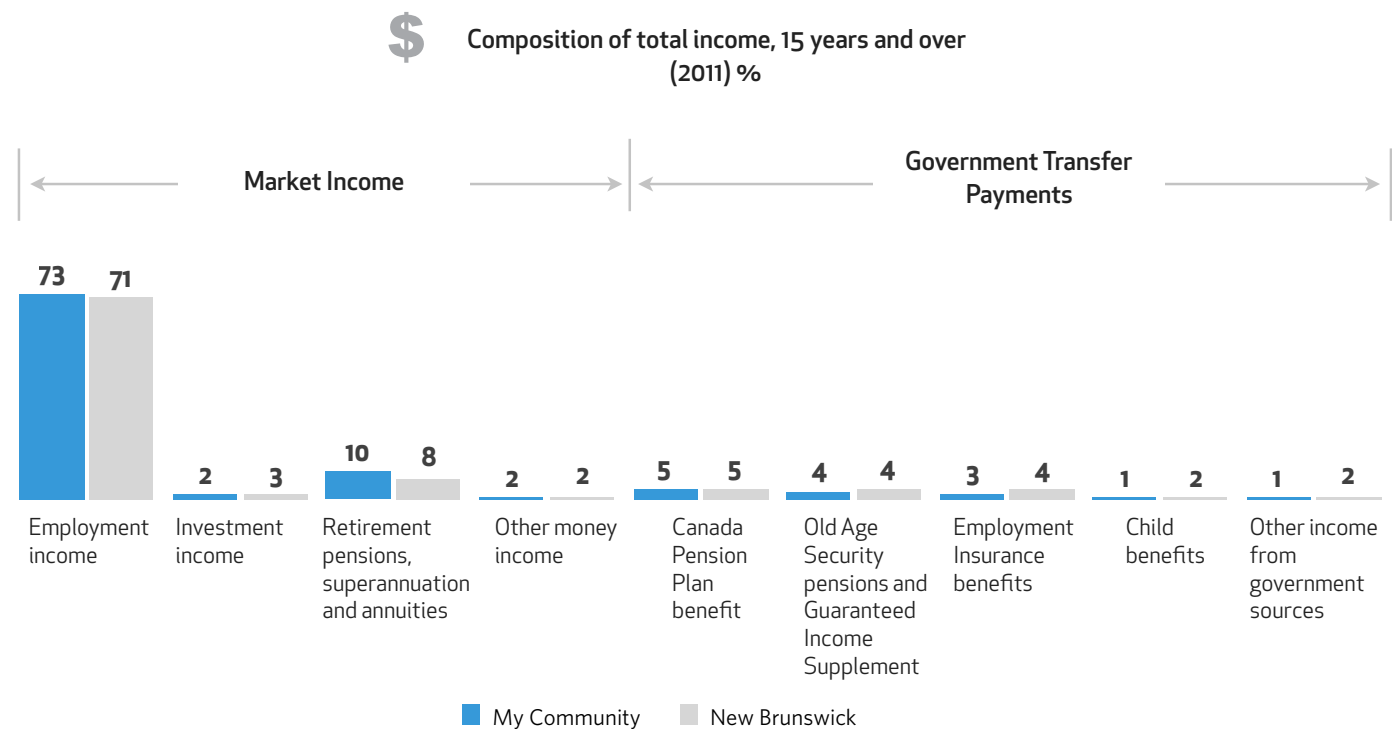 $
Composition of total income, 15 years and over
(2011) %
Market Income
Government Transfer
Payments
73
71
2
3
10
8
2
2
5
5
4
4
3
4
1
2
1
2
Employment
income
Investment
income
Retirement
pensions,
superannuation
and annuities
Other money
income
Canada
Pension
Plan
benefit
Old Age
Security
pensions and
Guaranteed
Income
Supplement
Employment
Insurance
benefits
Child
benefits
Other income
from
government
sources
My Community
New Brunswick